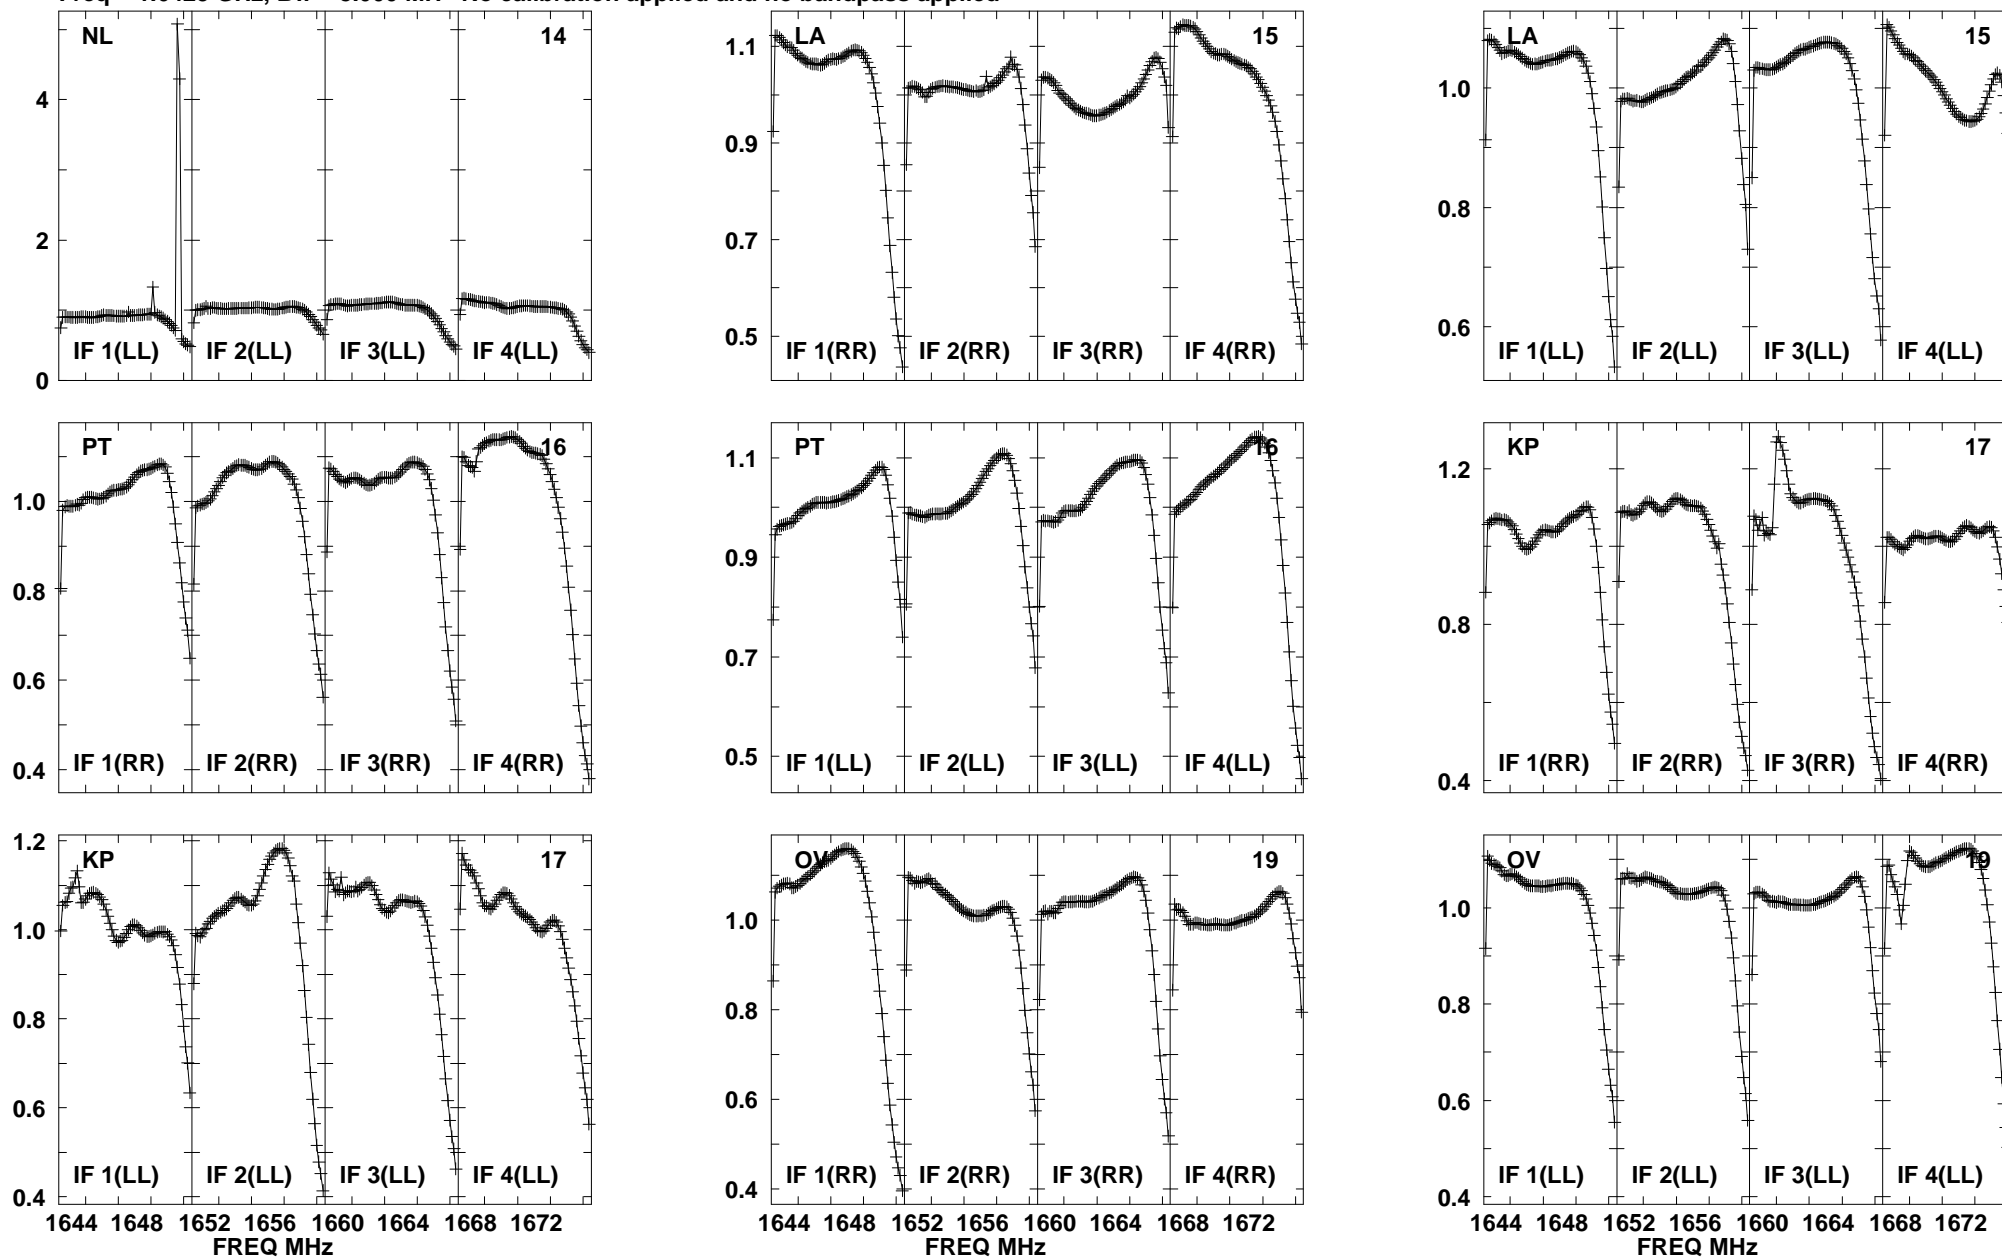 NL 14
4
2
0
IF 1(LL) IF 2(LL) IF 3(LL) IF 4(LL)
LA 15
1.1
0.9
0.7
0.5
IF 1(RR) IF 2(RR) IF 3(RR) IF 4(RR)
LA 15
1.0
0.8
0.6
IF 1(LL) IF 2(LL) IF 3(LL) IF 4(LL)
PT 16
1.0
0.8
0.6
0.4
IF 1(RR) IF 2(RR) IF 3(RR) IF 4(RR)
PT 16
1.1
0.9
0.7
0.5
IF 1(LL) IF 2(LL) IF 3(LL) IF 4(LL)
KP 17
1.2
0.8
0.4
IF 1(RR) IF 2(RR) IF 3(RR) IF 4(RR)
KP 17
1.2
1.0
0.8
0.6
0.4
IF 1(LL) IF 2(LL) IF 3(LL) IF 4(LL)
1644 1648 1652 1656 1660 1664 1668 1672
FREQ MHz
OV 19
1.0
0.8
0.6
0.4
IF 1(RR) IF 2(RR) IF 3(RR) IF 4(RR)
1644 1648 1652 1656 1660 1664 1668 1672
FREQ MHz
OV 19
1.0
0.8
0.6
0.4
IF 1(LL) IF 2(LL) IF 3(LL) IF 4(LL)
1644 1648 1652 1656 1660 1664 1668 1672
FREQ MHz